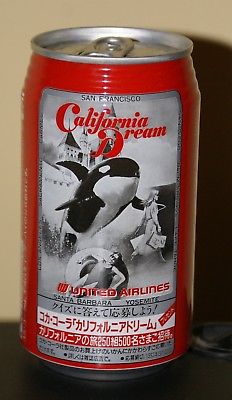 SAN FRANCISCO
California
Dream
UNITED AIRLINES
SANTA BARBARA YOSEMITE
クイズに答えて応募しよう！
コカ・コーラ「カリフォルニアドリーム」
カリフォルニアの旅250組500名さまご招待。